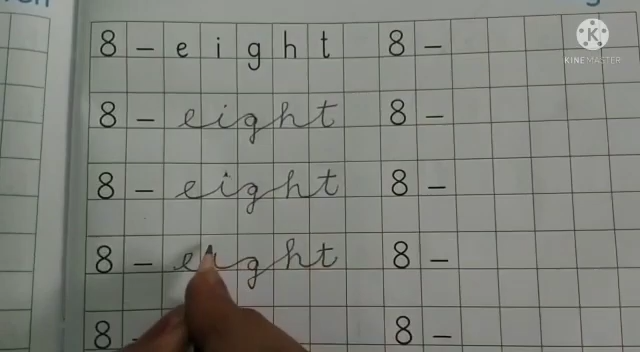 8 – e i g h t 8 –
8 – eight 8 –
8 – eight 8 –
8 – eight 8 –
8 – 8 –
KINEMASTER